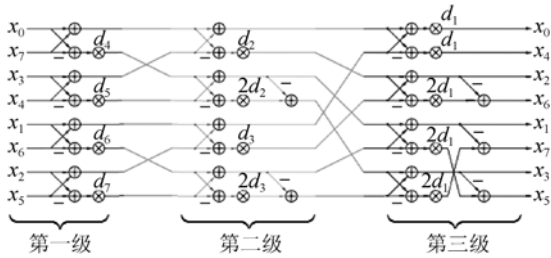 x₀ d₁ x₀
x₇ d₄ d₂ d₁ x₄
x₃ x₂
x₄ d₅ 2d₂ 2d₁ x₆
x₁
x₆ d₆ d₃ 2d₁ x₇
x₂ x₃
x₅ d₇ 2d₃ 2d₁ x₅
第一级 第二级 第三级